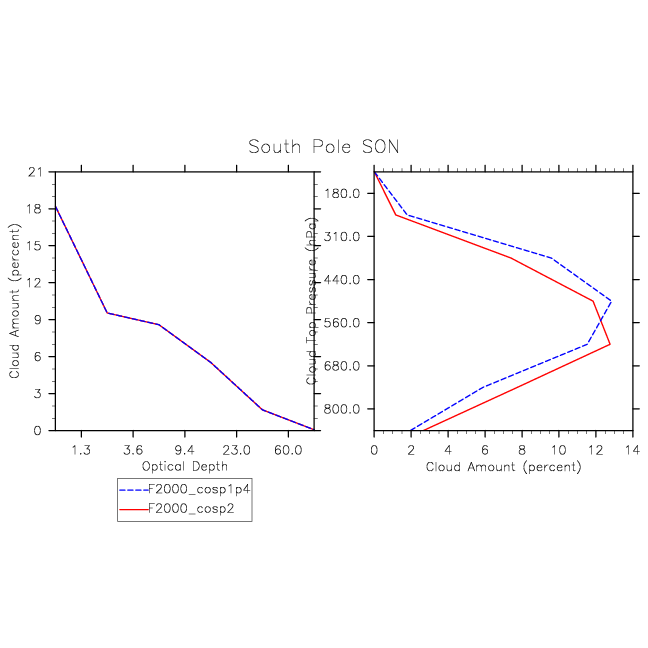 South Pole SON
Cloud Amount (percent)
21
18
15
12
9
6
3
0
1.3 3.6 9.4 23.0 60.0
Optical Depth
F2000_cosp1p4
F2000_cosp2
Cloud Top Pressure (hPa)
180.0
310.0
440.0
560.0
680.0
800.0
0 2 4 6 8 10 12 14
Cloud Amount (percent)